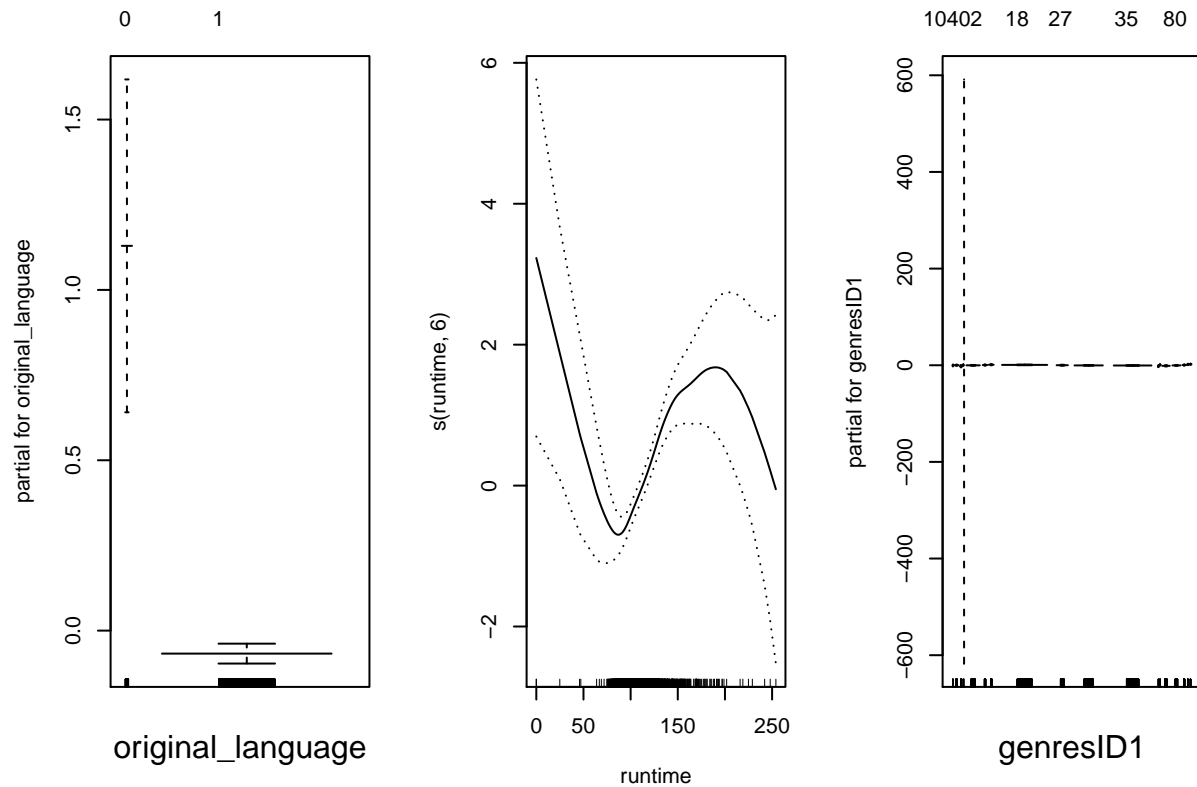 0 1
partial for original_language
1.5
1.0
0.5
0.0
original_language
s(runtime, 6)
6
4
2
0
−2
0 50 150 250
runtime
10402 18 27 35 80
partial for genresID1
600
400
200
0
−200
−400
−600
genresID1